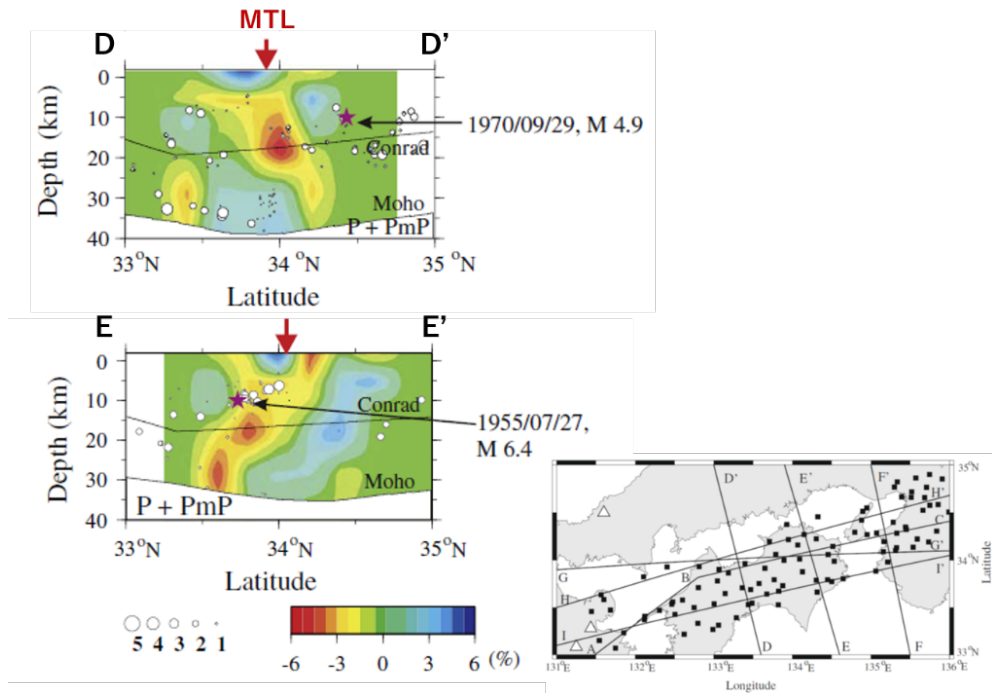 MTL
D D'
0
10
20
30
40
Depth (km)
1970/09/29, M 4.9
Conrad
Moho
P + PmP
33°N 34 °N 35 °N
Latitude
E E'
0
10
20
30
40
Depth (km)
Conrad
1955/07/27,
M 6.4
Moho
P + PmP
33°N 34 °N 35 °N
Latitude
5 4 3 2 1
-6 -3 0 3 6 (%)
D' E' F' 35°N
H'
C
G'
34°N
G B
I'
H
I
A D E F
33°N
131°E 132°E 133°E 134°E 135°E 136°E
Longitude
Latitude